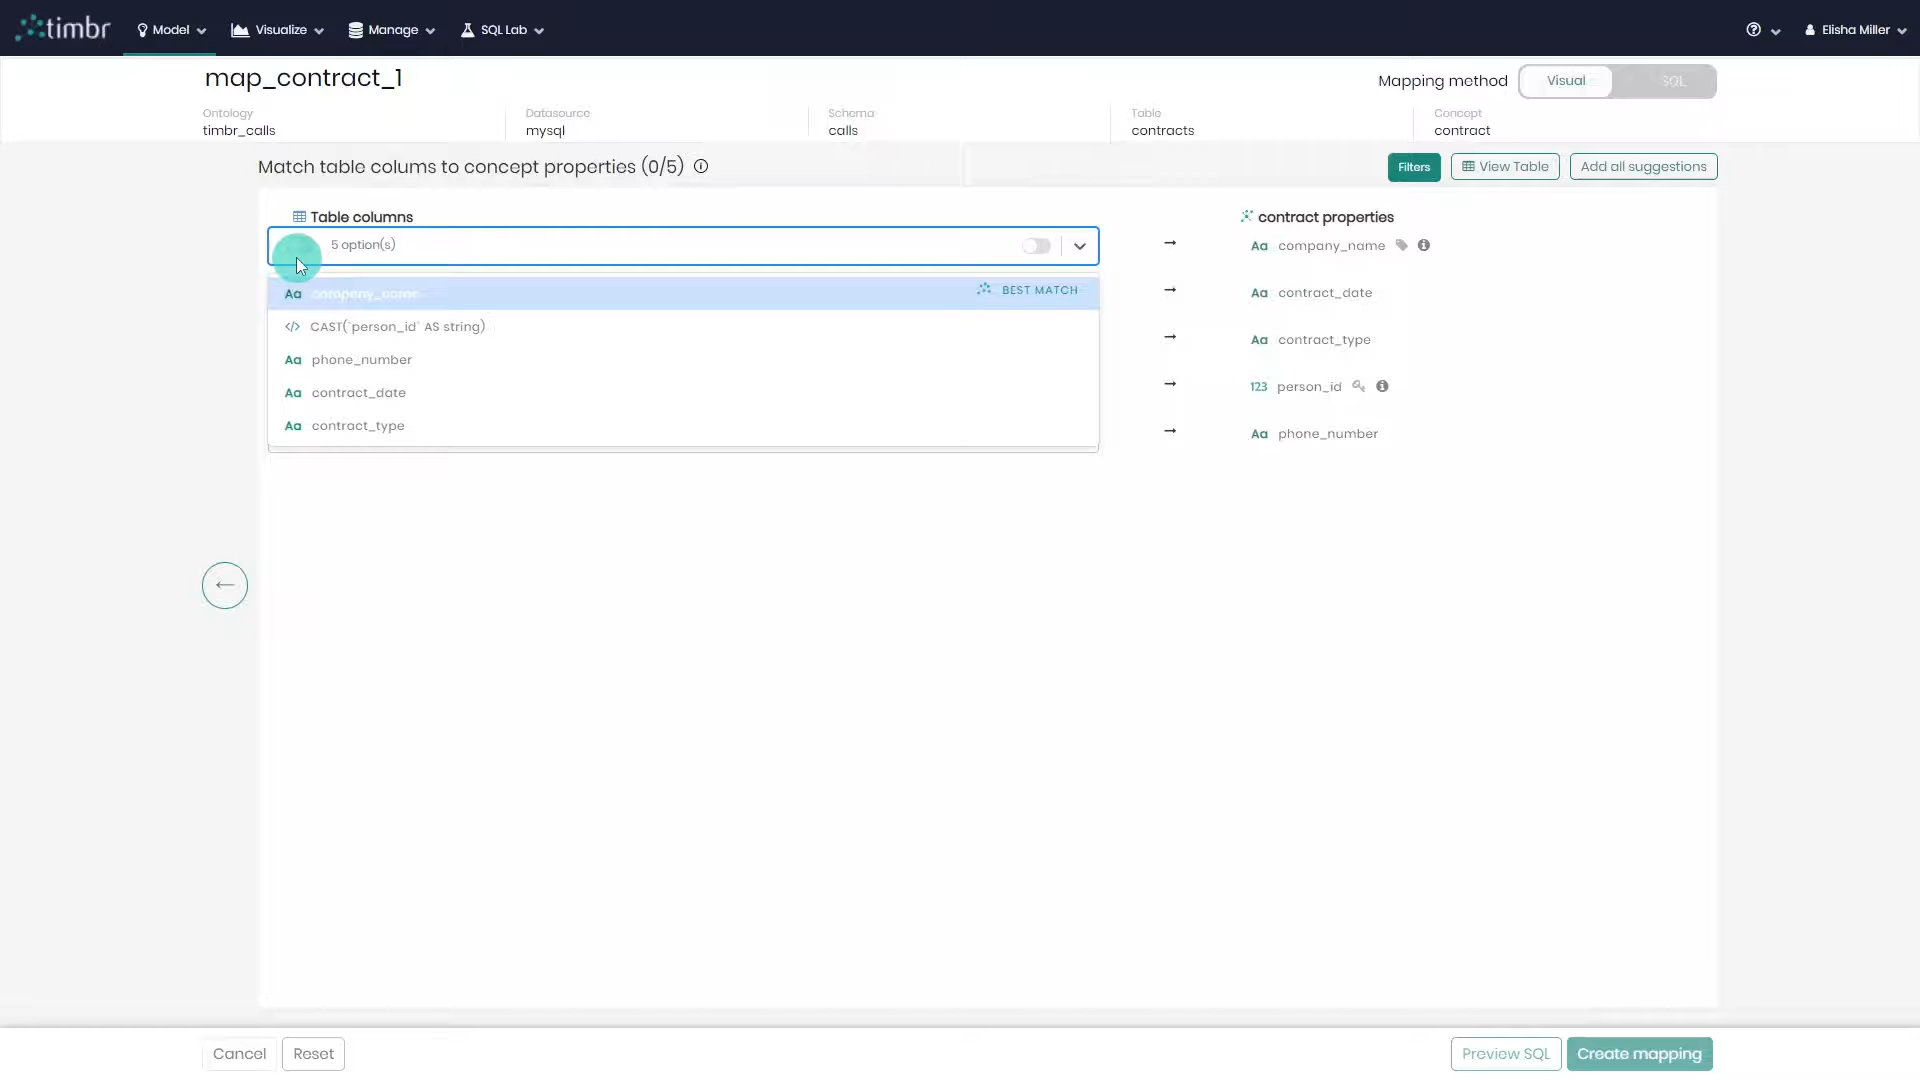 timbr
Model
Visualize
Manage
SQL Lab
Elisha Miller
map_contract_1
Mapping method
Visual
SQL
Ontology
Datasource
Schema
Table
Concept
timbr_calls
mysql
calls
contracts
contract
Match table colums to concept properties (0/5)
Filters
View Table
Add all suggestions
Table columns
contract properties
5 option(s)
Aa company_name
Aa company_name
BEST MATCH
Aa contract_date
</> CAST(`person_id` AS string)
Aa contract_type
Aa phone_number
123 person_id
Aa contract_date
Aa contract_type
Aa phone_number
Cancel
Reset
Preview SQL
Create mapping